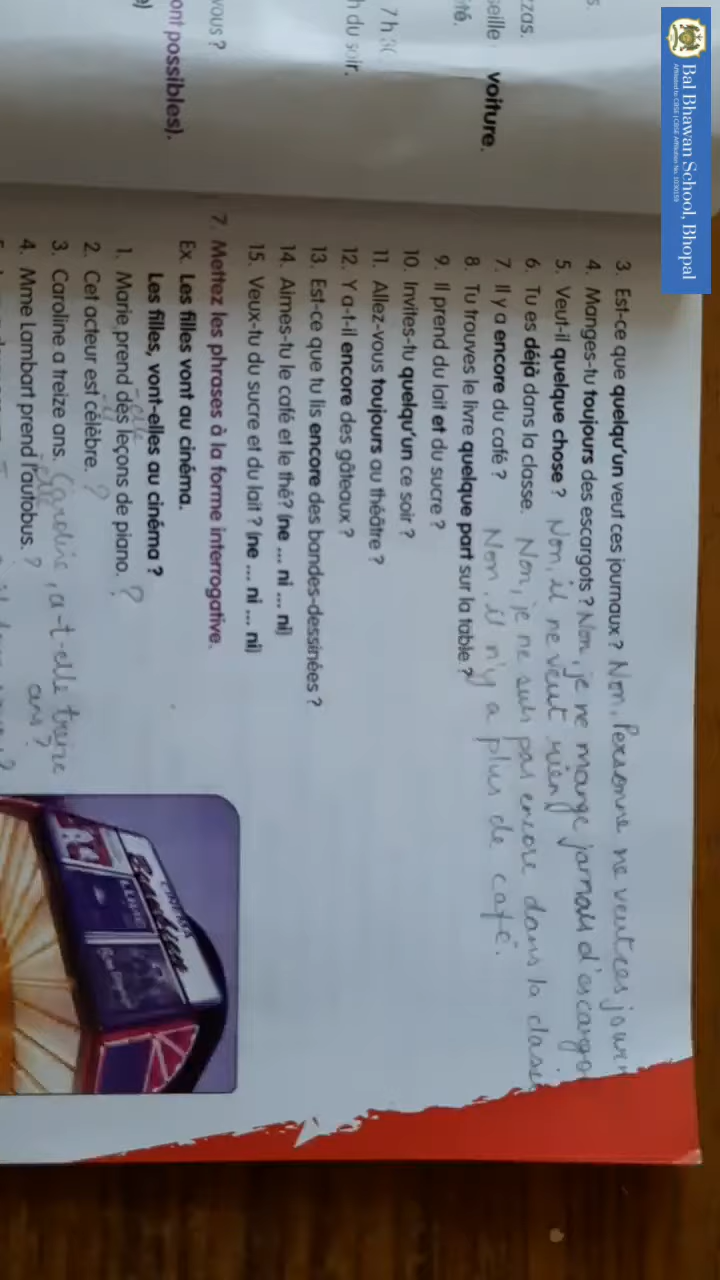 Bal Bhawan School, Bhopal
zas.
seille
voiture.
té.
7 h 30
h du soir.
vous ?
ont possibles).
3. Est-ce que quelqu'un veut ces journaux ? Non, Personne ne veut ces journ
4. Manges-tu toujours des escargots ? Non, je ne mange jamais d'escargo
5. Veut-il quelque chose ? Non, il ne veut rien
6. Tu es déjà dans la classe. Non, je ne suis pas encore dans la classe
7. Il y a encore du café ? Non, il n'y a plus de café.
8. Tu trouves le livre quelque part sur la table ?
9. Il prend du lait et du sucre ?
10. Invites-tu quelqu'un ce soir ?
11. Allez-vous toujours au théâtre ?
12. Y a-t-il encore des gâteaux ?
13. Est-ce que tu lis encore des bandes-dessinées ?
14. Aimes-tu le café et le thé? (ne ... ni ... ni)
15. Veux-tu du sucre et du lait ? (ne ... ni ... ni)
7. Mettez les phrases à la forme interrogative.
Ex. Les filles vont au cinéma.
Les filles, vont-elles au cinéma ?
-elle
1. Marie prend des leçons de piano. ?
-il
2. Cet acteur est célèbre. ?
3. Caroline a treize ans. Caroline, a-t-elle treize
ans ?
-elle
4. Mme Lambart prend l'autobus. ?
CINEMA